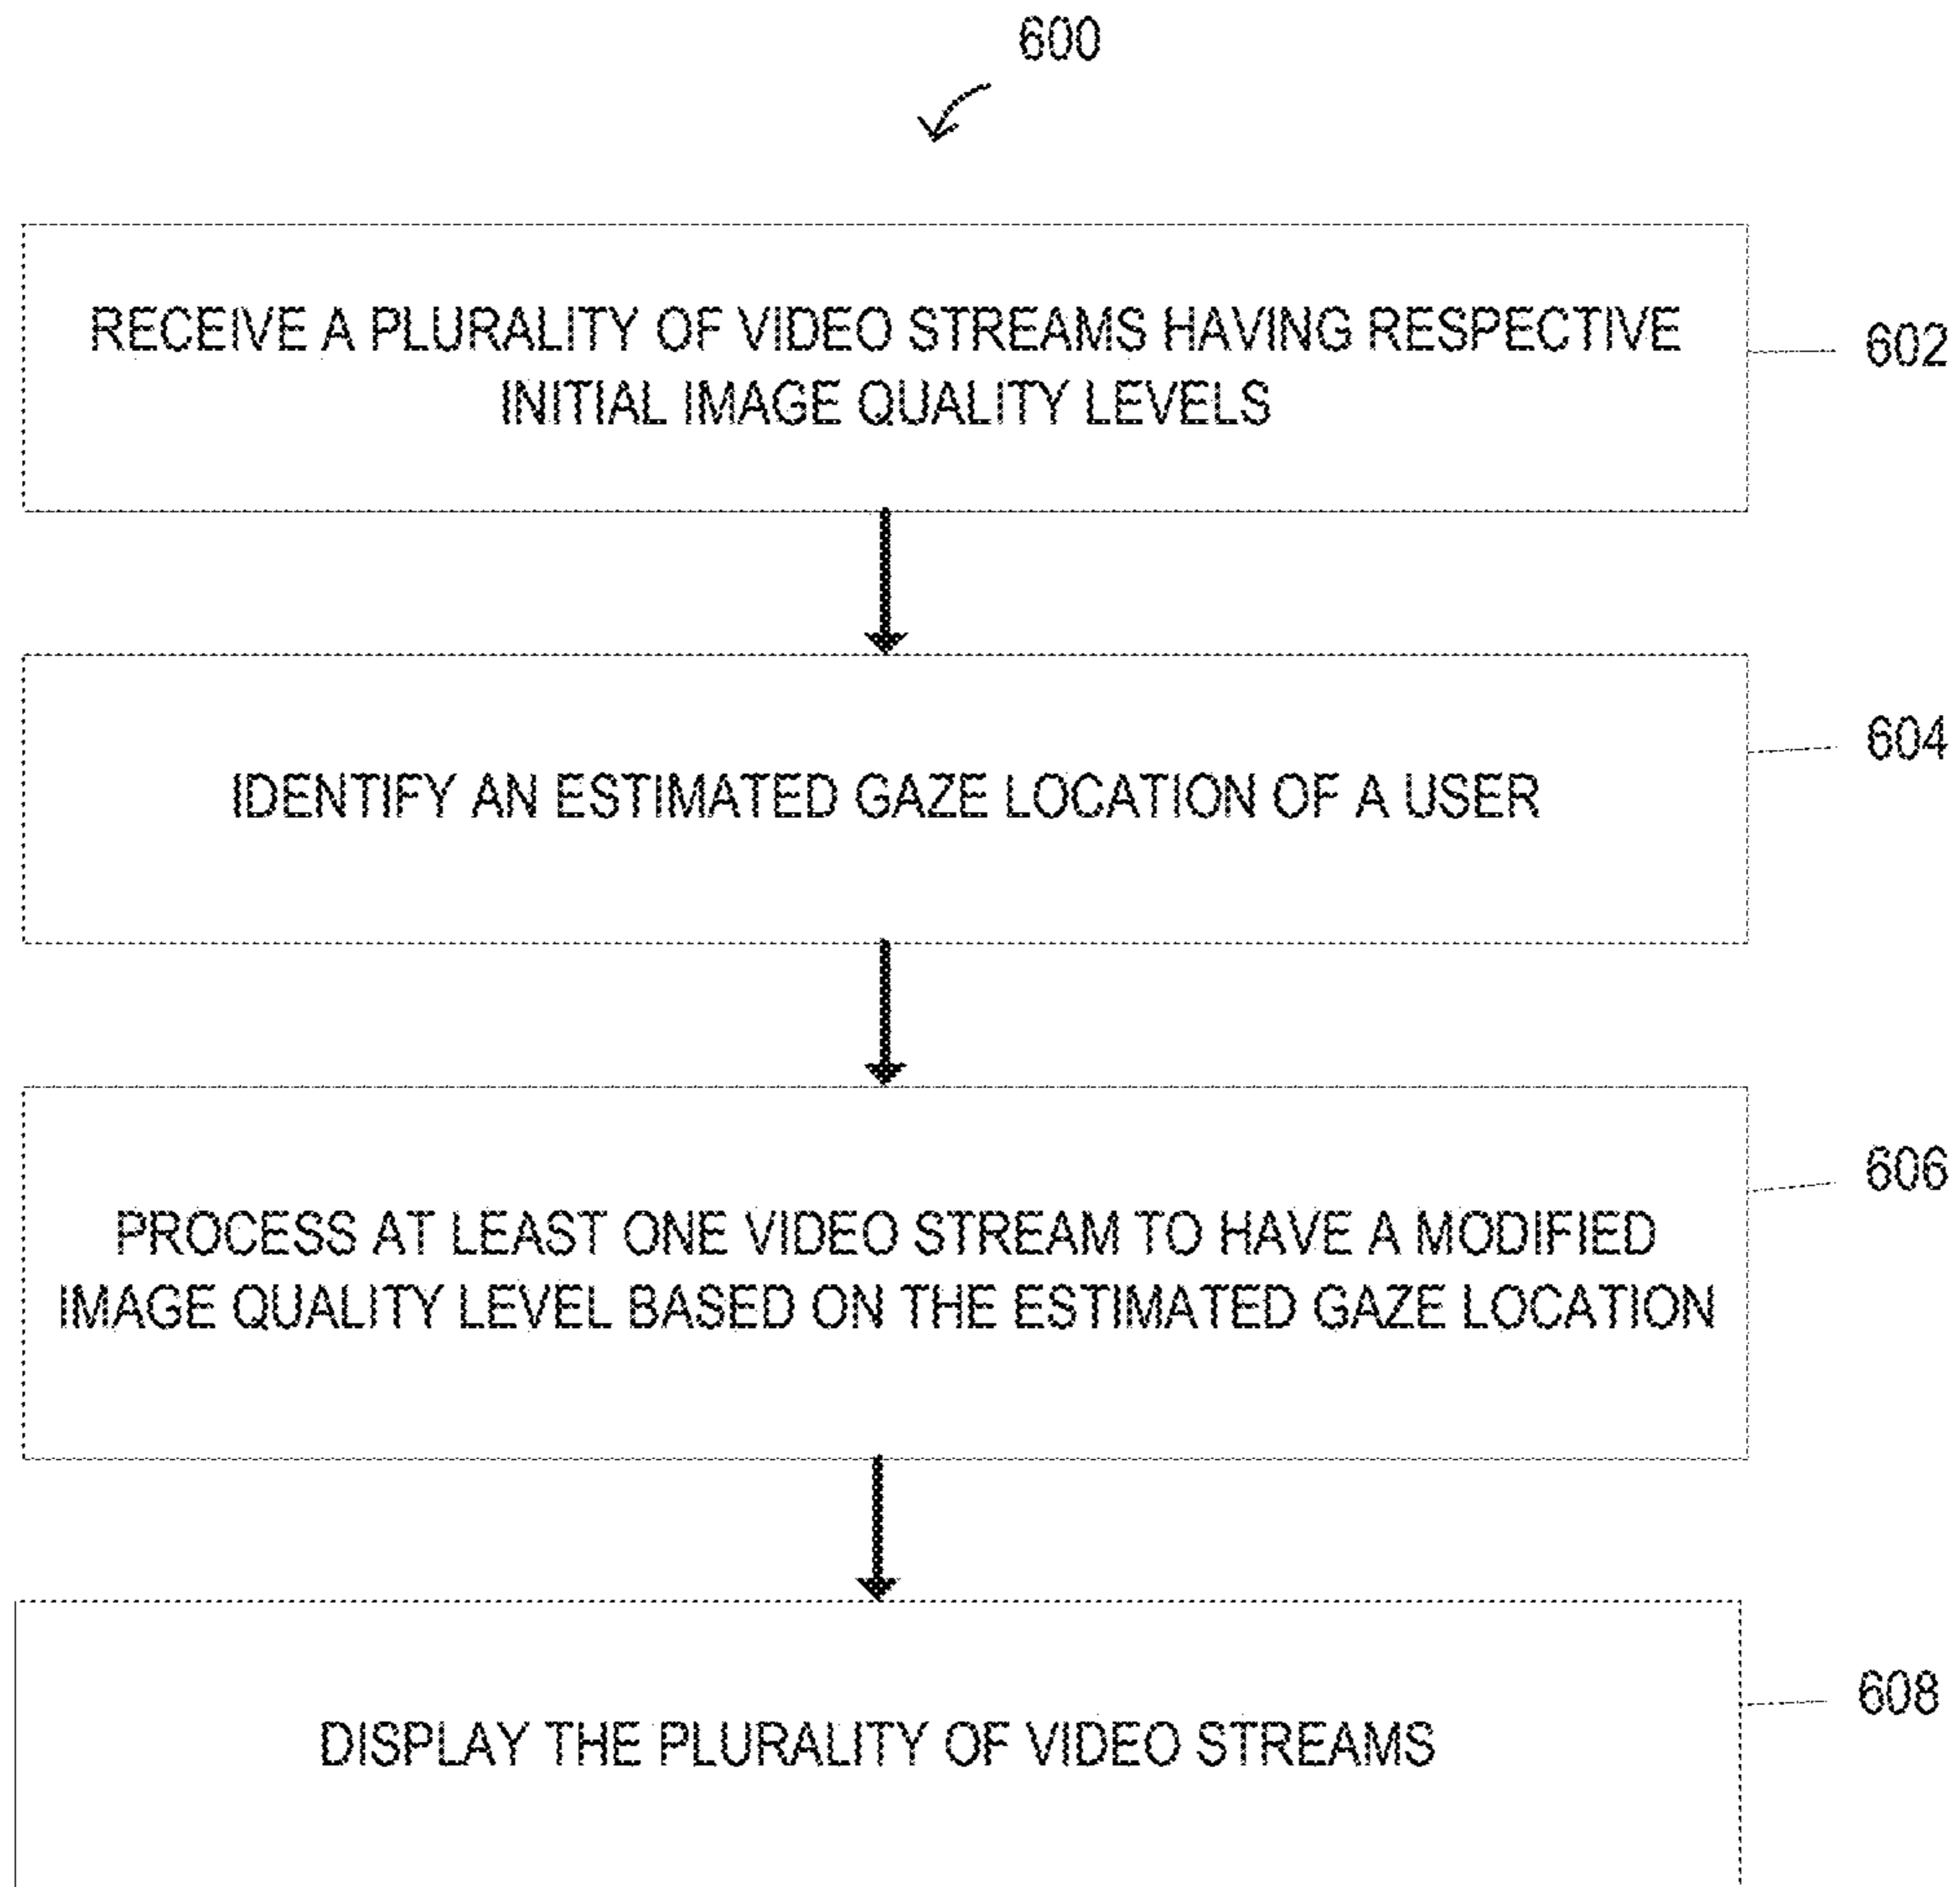 600
RECEIVE A PLURALITY OF VIDEO STREAMS HAVING RESPECTIVE
INITIAL IMAGE QUALITY LEVELS
602
IDENTIFY AN ESTIMATED GAZE LOCATION OF A USER
604
PROCESS AT LEAST ONE VIDEO STREAM TO HAVE A MODIFIED
IMAGE QUALITY LEVEL BASED ON THE ESTIMATED GAZE LOCATION
606
DISPLAY THE PLURALITY OF VIDEO STREAMS
608